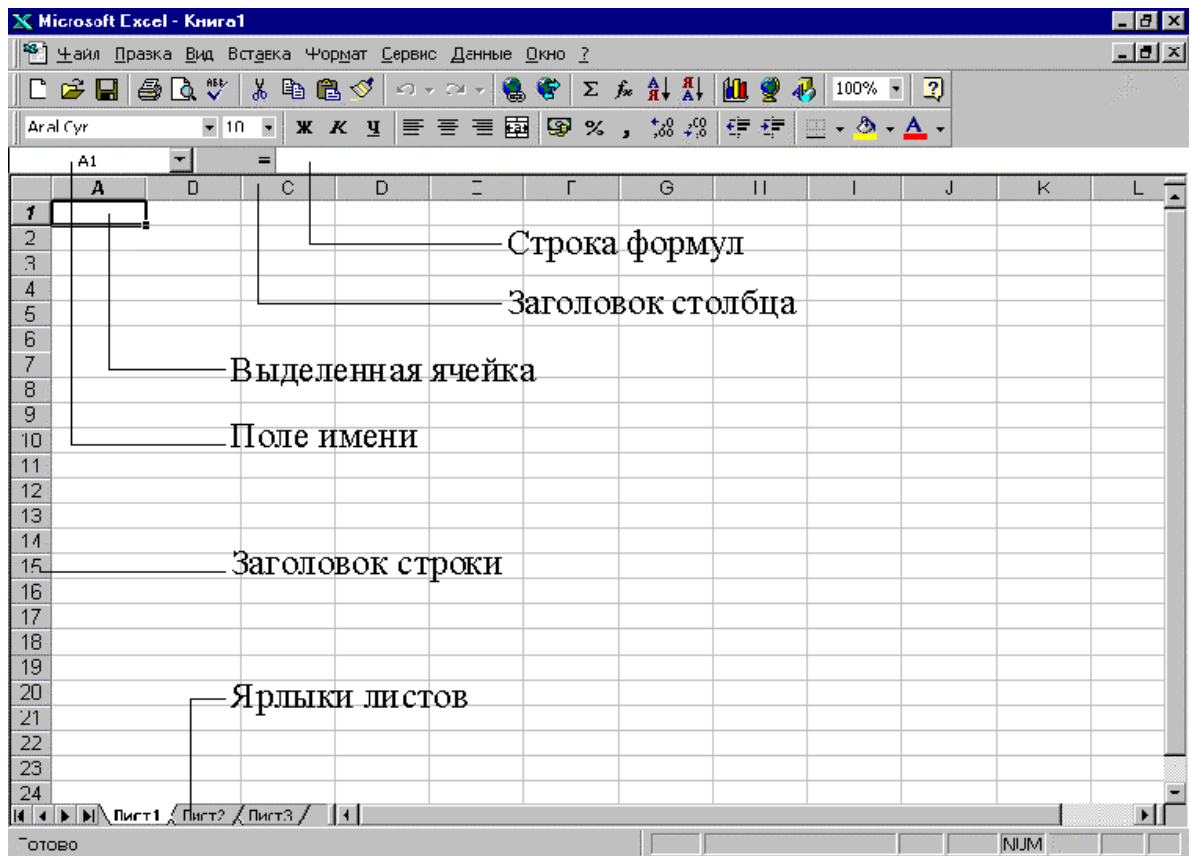 Microsoft Excel - Книга1
Файл Правка Вид Вставка Формат Сервис Данные Окно ?
100%
Arial Cyr 10 Ж К Ч % ,
A1 =
A B C D E F G H I J K L
1
2
Строка формул
3
4
Заголовок столбца
5
6
7
Выделенная ячейка
8
9
10
Поле имени
11
12
13
14
15
Заголовок строки
16
17
18
19
20
Ярлыки листов
21
22
23
24
Лист1 Лист2 Лист3
Готово NUM